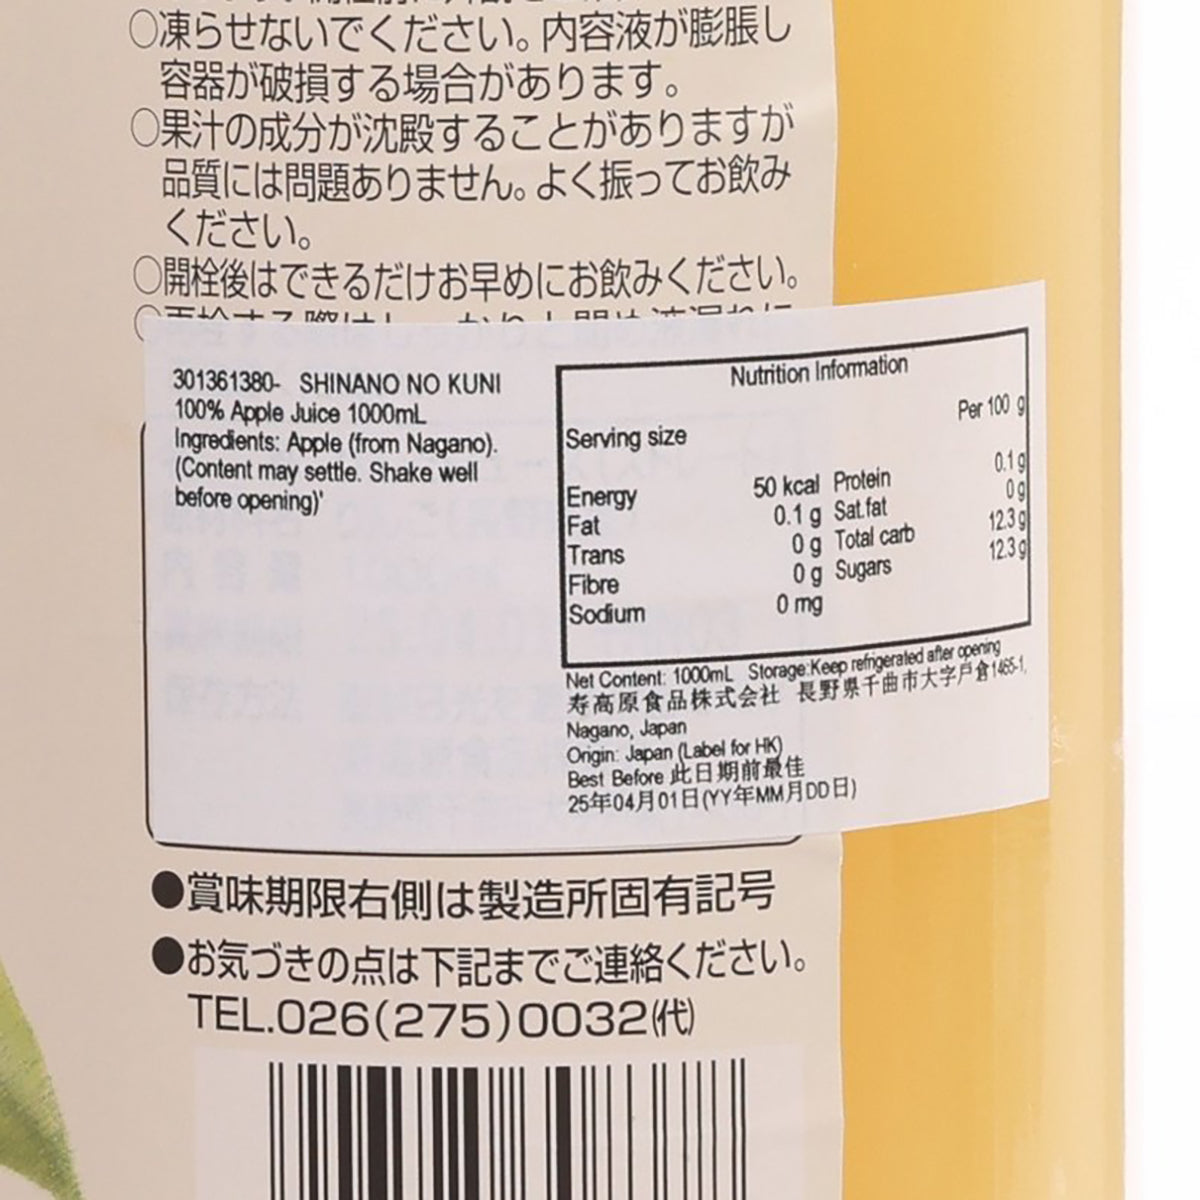 ○凍らせないでください。内容液が膨脹し
容器が破損する場合があります。
○果汁の成分が沈殿することがありますが
品質には問題ありません。よく振ってお飲み
ください。
○開栓後はできるだけお早めにお飲みください。
301361380- SHINANO NO KUNI
100% Apple Juice 1000mL
Ingredients: Apple (from Nagano).
(Content may settle. Shake well
before opening)'
Nutrition Information
Per 100 g
Serving size
Energy 50 kcal Protein 0.1 g
Fat 0.1 g Sat.fat 0 g
Trans 0 g Total carb 12.3 g
Fibre 0 g Sugars 12.3 g
Sodium 0 mg
Net Content: 1000mL Storage:Keep refrigerated after opening
寿高原食品株式会社 長野県千曲市大字戸倉1465-1,
Nagano, Japan
Origin: Japan (Label for HK)
Best Before 此日期前最佳
25年04月01日(YY年MM月DD日)
●賞味期限右側は製造所固有記号
●お気づきの点は下記までご連絡ください。
TEL.026(275)0032(代)